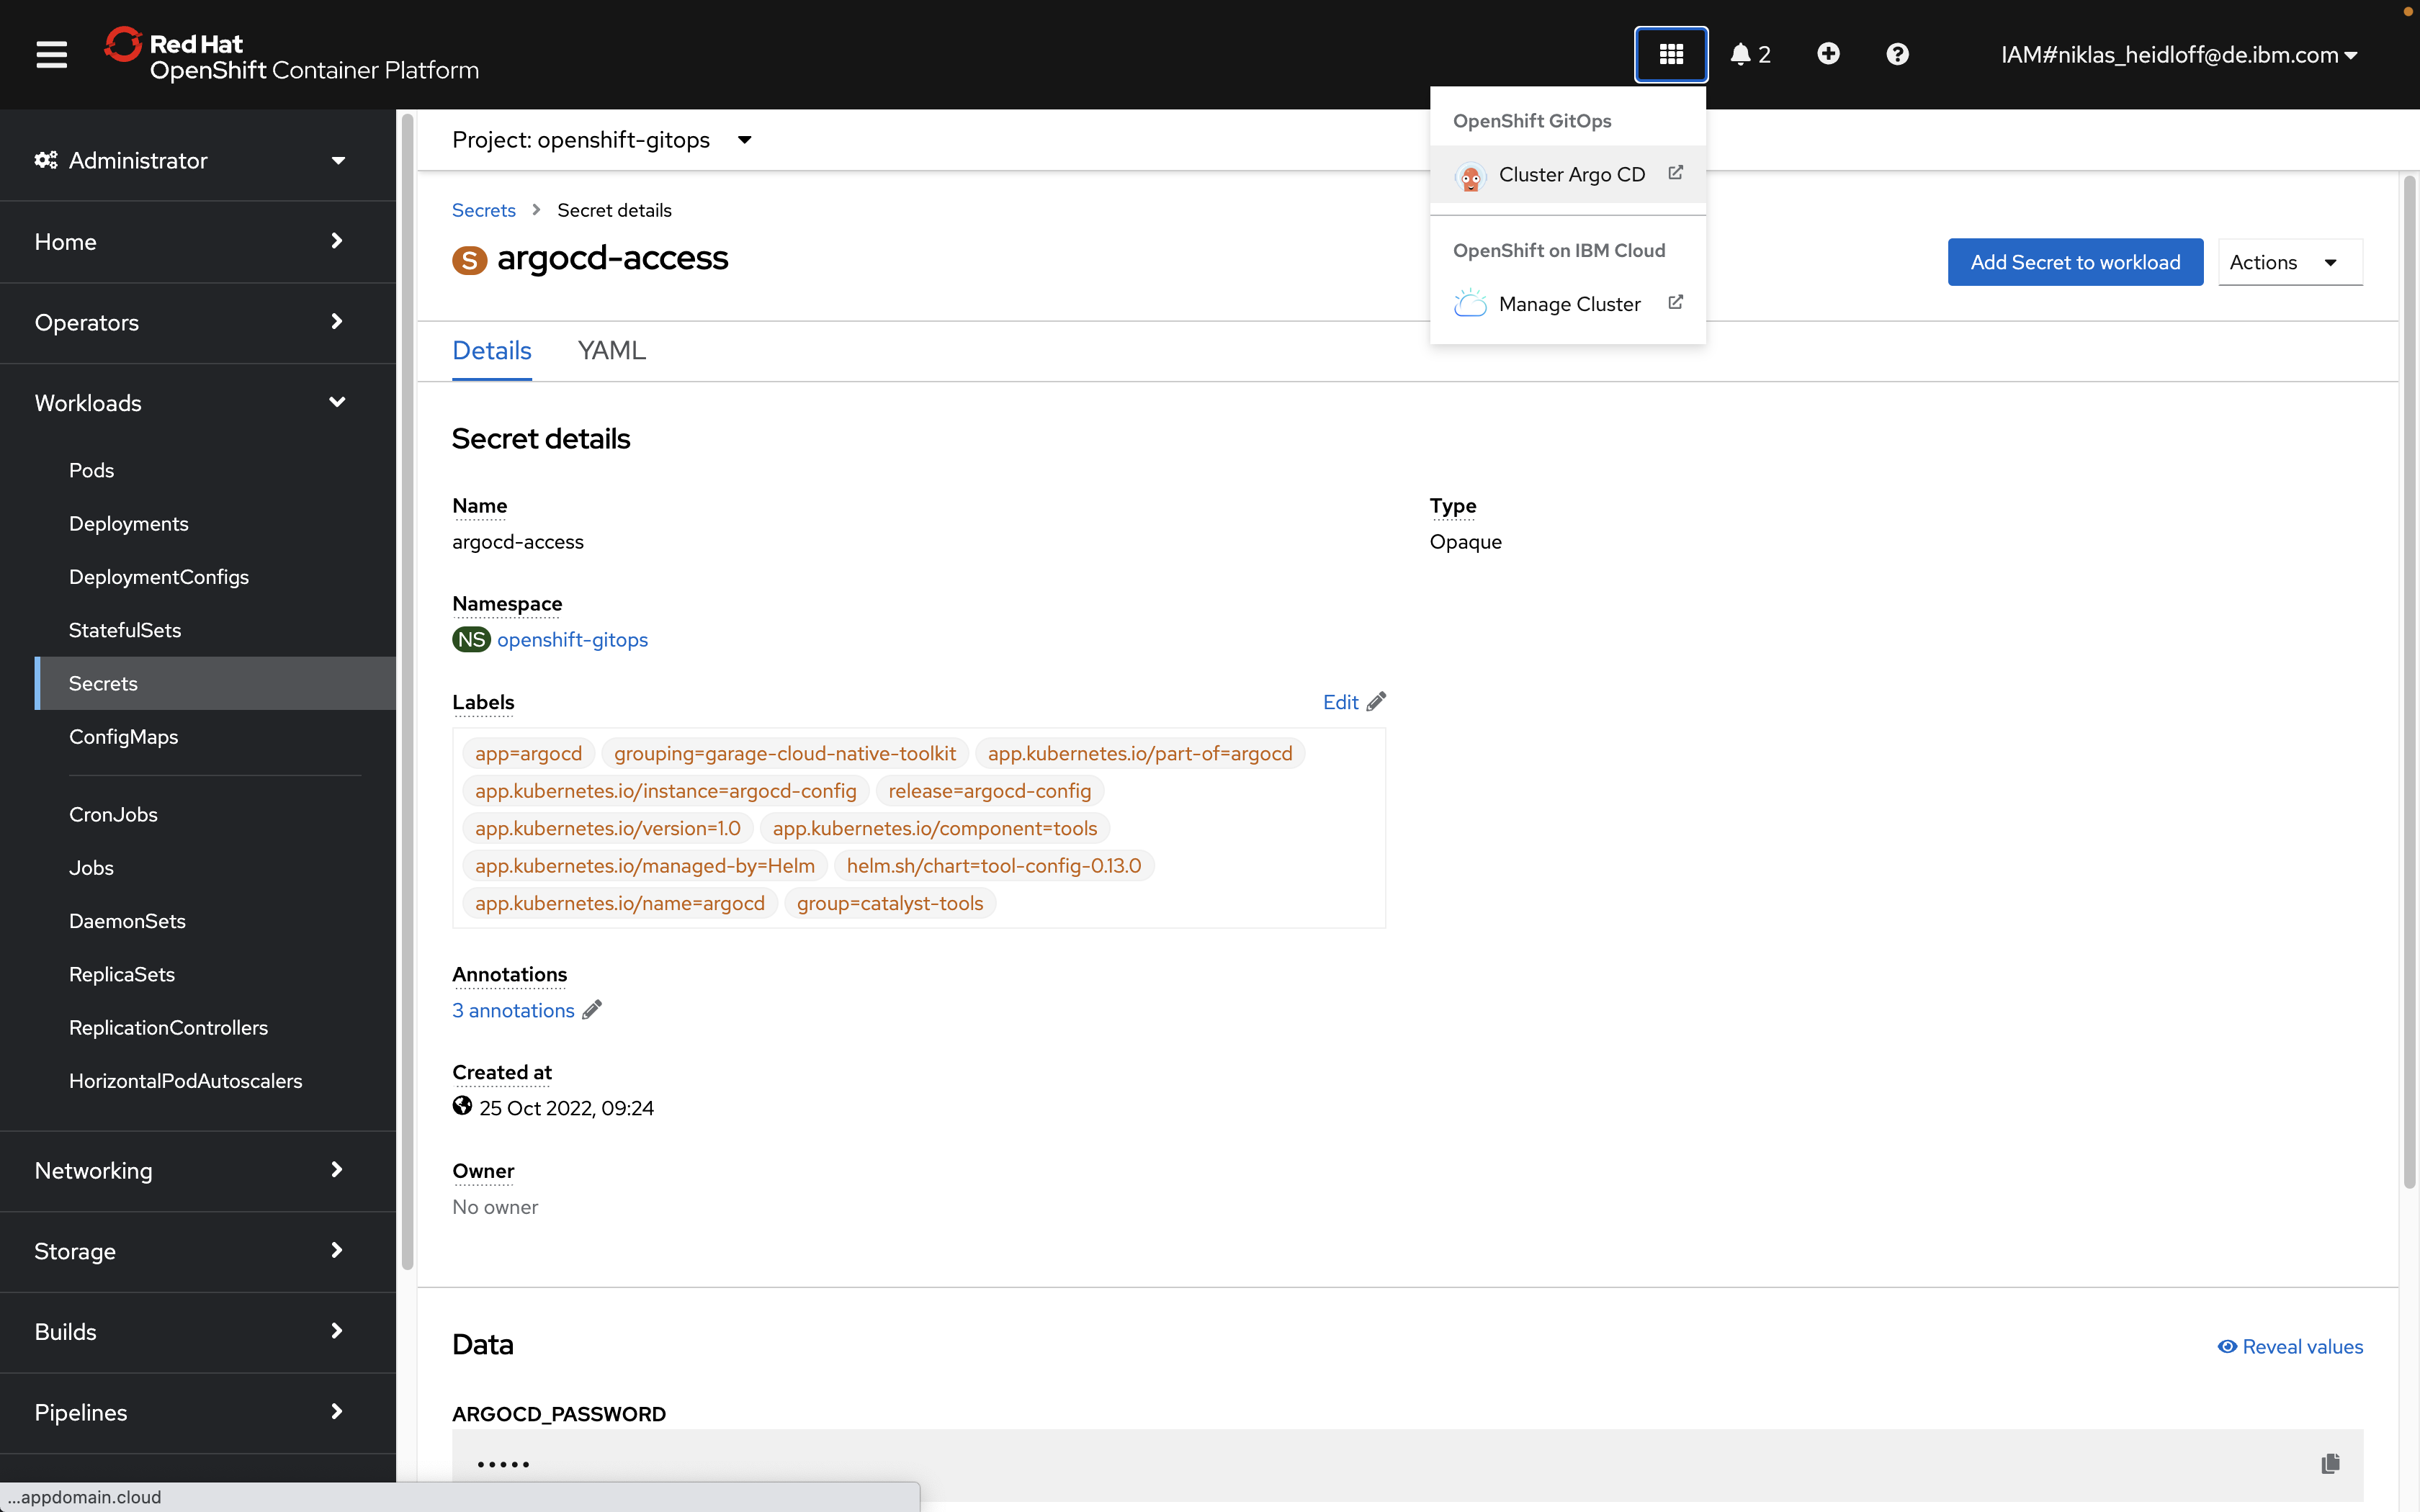 Red Hat
OpenShift Container Platform
2
IAM#niklas_heidloff@de.ibm.com
OpenShift GitOps
Cluster Argo CD
OpenShift on IBM Cloud
Manage Cluster
Administrator
Home
Operators
Workloads
Pods
Deployments
DeploymentConfigs
StatefulSets
Secrets
ConfigMaps
CronJobs
Jobs
DaemonSets
ReplicaSets
ReplicationControllers
HorizontalPodAutoscalers
Networking
Storage
Builds
Pipelines
Project: openshift-gitops
Secrets > Secret details
S argocd-access
Add Secret to workload
Actions
Details YAML
Secret details
Name
argocd-access
Type
Opaque
Namespace
NS openshift-gitops
Labels
Edit
app=argocd grouping=garage-cloud-native-toolkit app.kubernetes.io/part-of=argocd
app.kubernetes.io/instance=argocd-config release=argocd-config
app.kubernetes.io/version=1.0 app.kubernetes.io/component=tools
app.kubernetes.io/managed-by=Helm helm.sh/chart=tool-config-0.13.0
app.kubernetes.io/name=argocd group=catalyst-tools
Annotations
3 annotations
Created at
25 Oct 2022, 09:24
Owner
No owner
Data
Reveal values
ARGOCD_PASSWORD
•••••
...appdomain.cloud